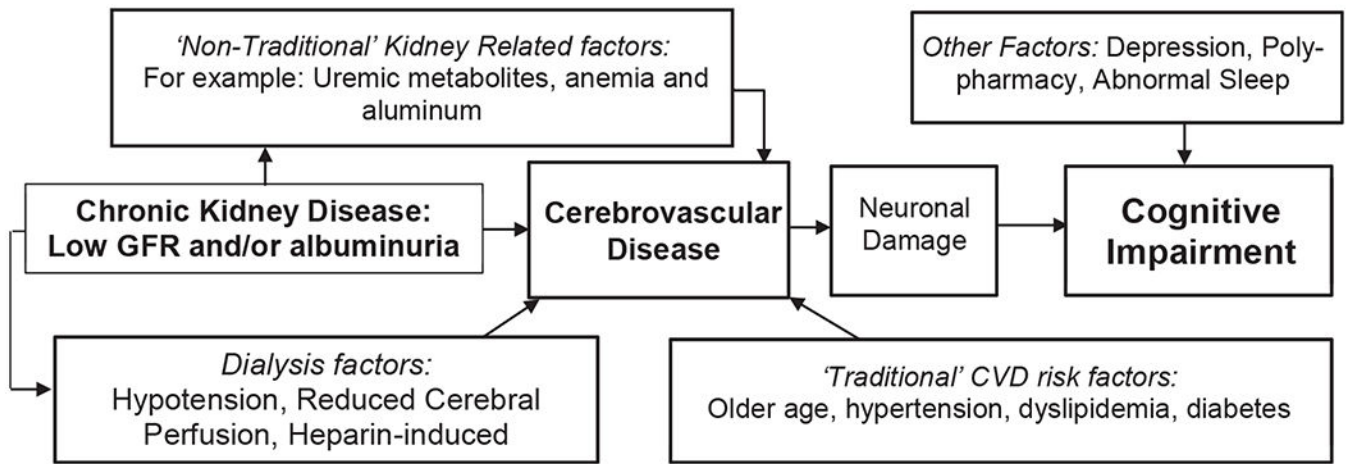 ‘Non-Traditional’ Kidney Related factors:
For example: Uremic metabolites, anemia and
aluminum
Other Factors: Depression, Poly-
pharmacy, Abnormal Sleep
Chronic Kidney Disease:
Low GFR and/or albuminuria
Cerebrovascular
Disease
Neuronal
Damage
Cognitive
Impairment
Dialysis factors:
Hypotension, Reduced Cerebral
Perfusion, Heparin-induced
‘Traditional’ CVD risk factors:
Older age, hypertension, dyslipidemia, diabetes